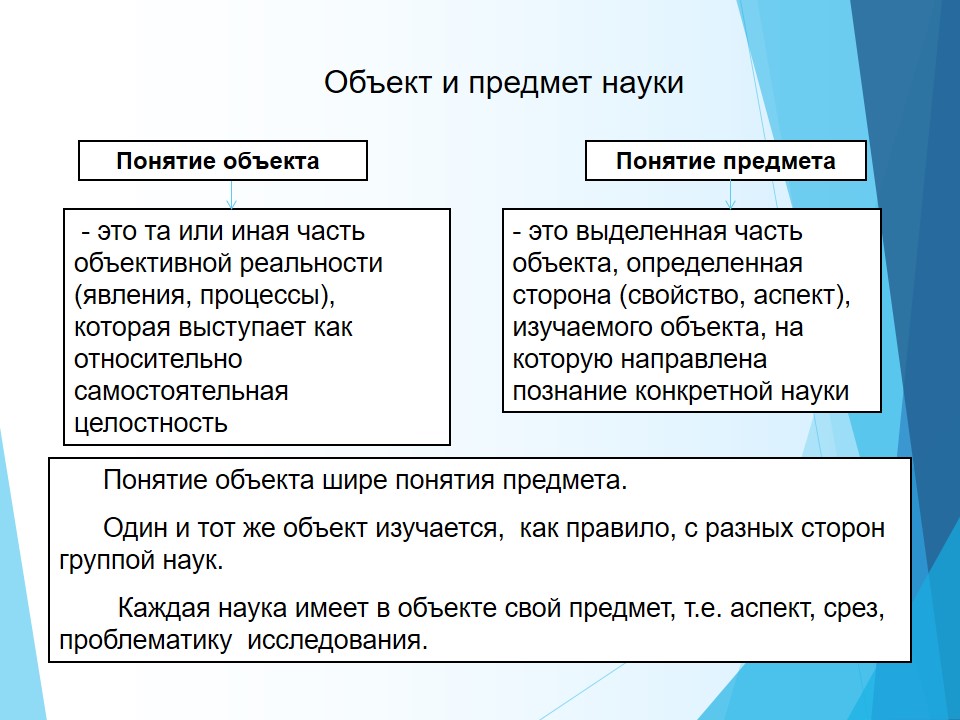 Объект и предмет науки
Понятие объекта
Понятие предмета
- это та или иная часть
объективной реальности
(явления, процессы),
которая выступает как
относительно
самостоятельная
целостность
- это выделенная часть
объекта, определенная
сторона (свойство, аспект),
изучаемого объекта, на
которую направлена
познание конкретной науки
Понятие объекта шире понятия предмета.
Один и тот же объект изучается, как правило, с разных сторон
группой наук.
Каждая наука имеет в объекте свой предмет, т.е. аспект, срез,
проблематику исследования.